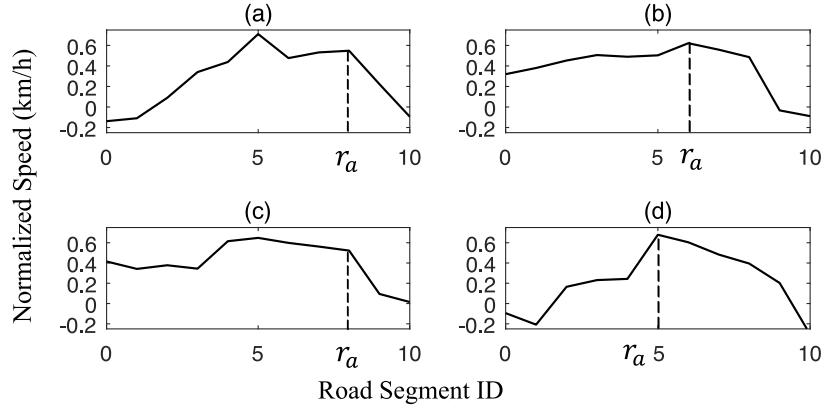 (a) (b)
0.6 0.6
0.4 0.4
0.2 0.2
0 0
-0.2 -0.2
0 5 r_a 10 0 5 r_a 10
(c) (d)
0.6 0.6
0.4 0.4
0.2 0.2
0 0
-0.2 -0.2
0 5 r_a 10 0 r_a 5 10
Normalized Speed (km/h)
Road Segment ID